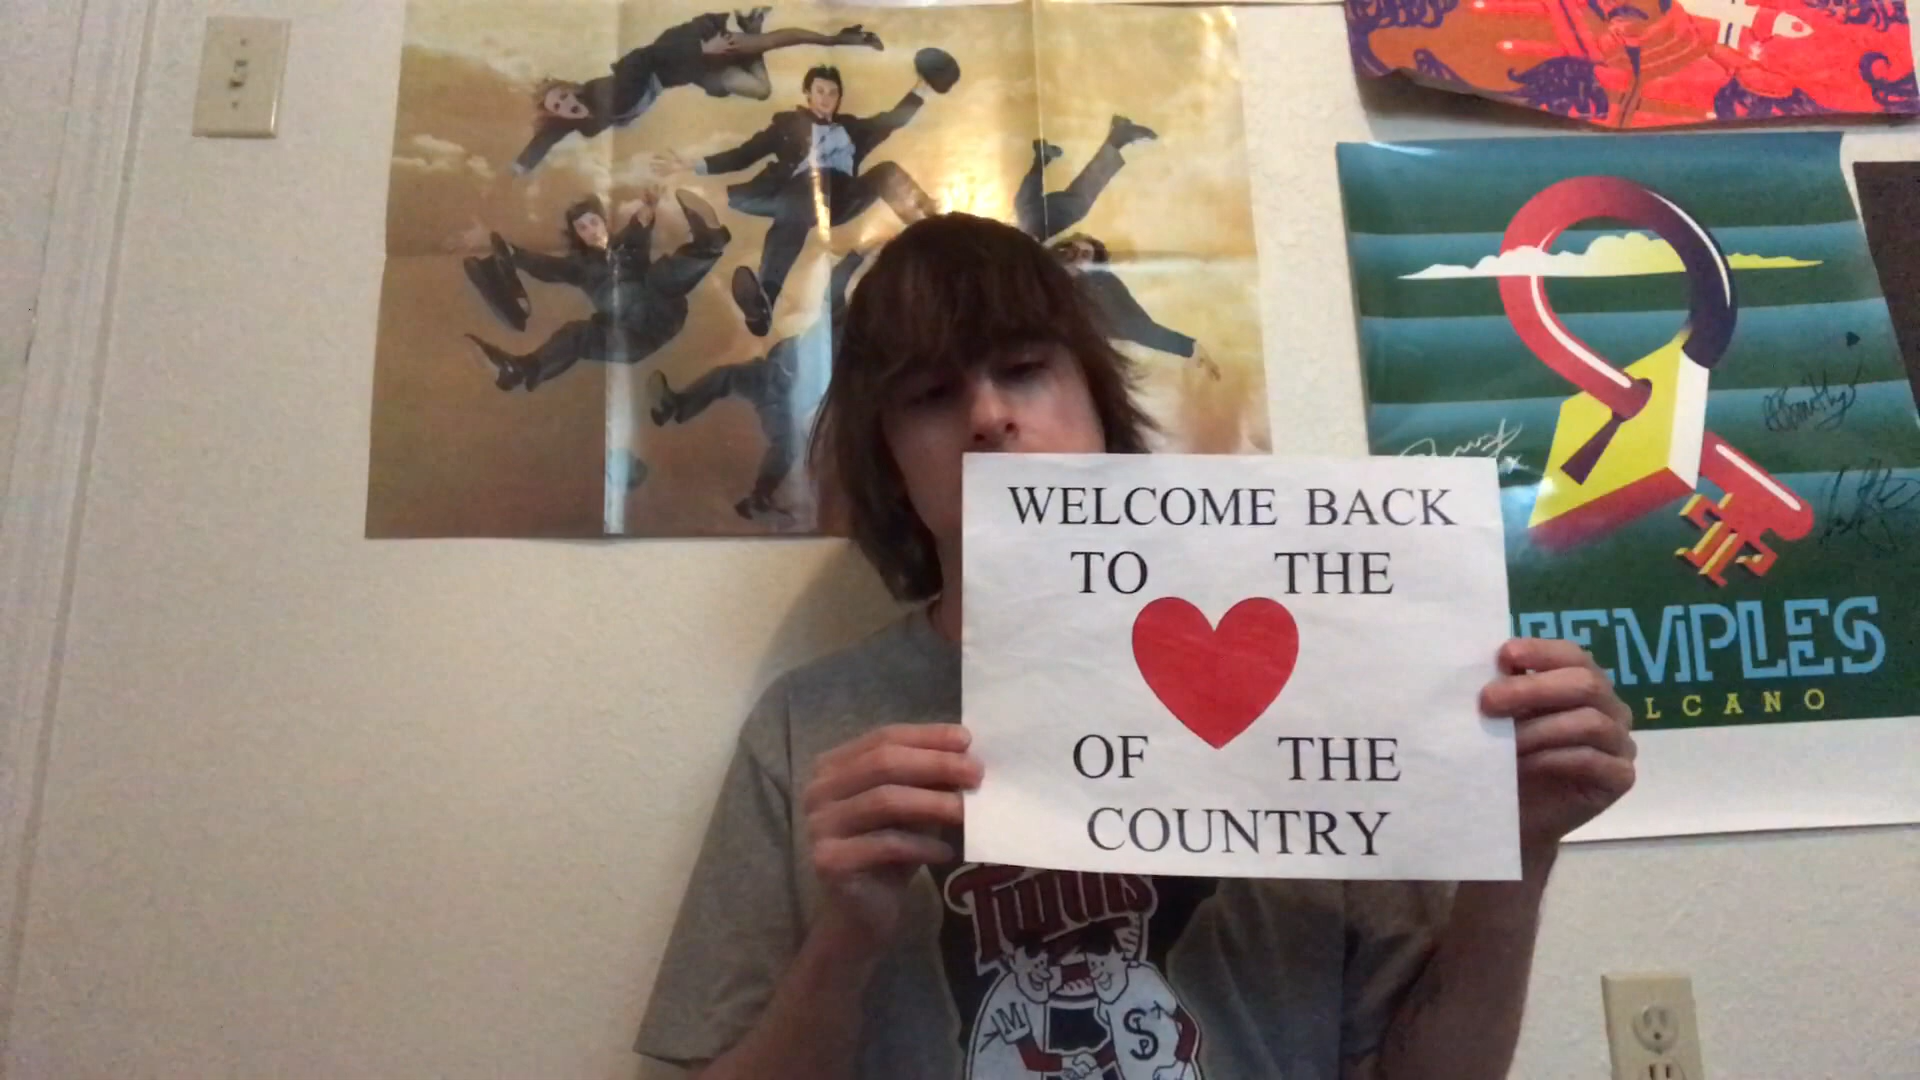 WELCOME BACK
TO THE
OF THE
COUNTRY
TEMPLES
LCANO
Twins
M